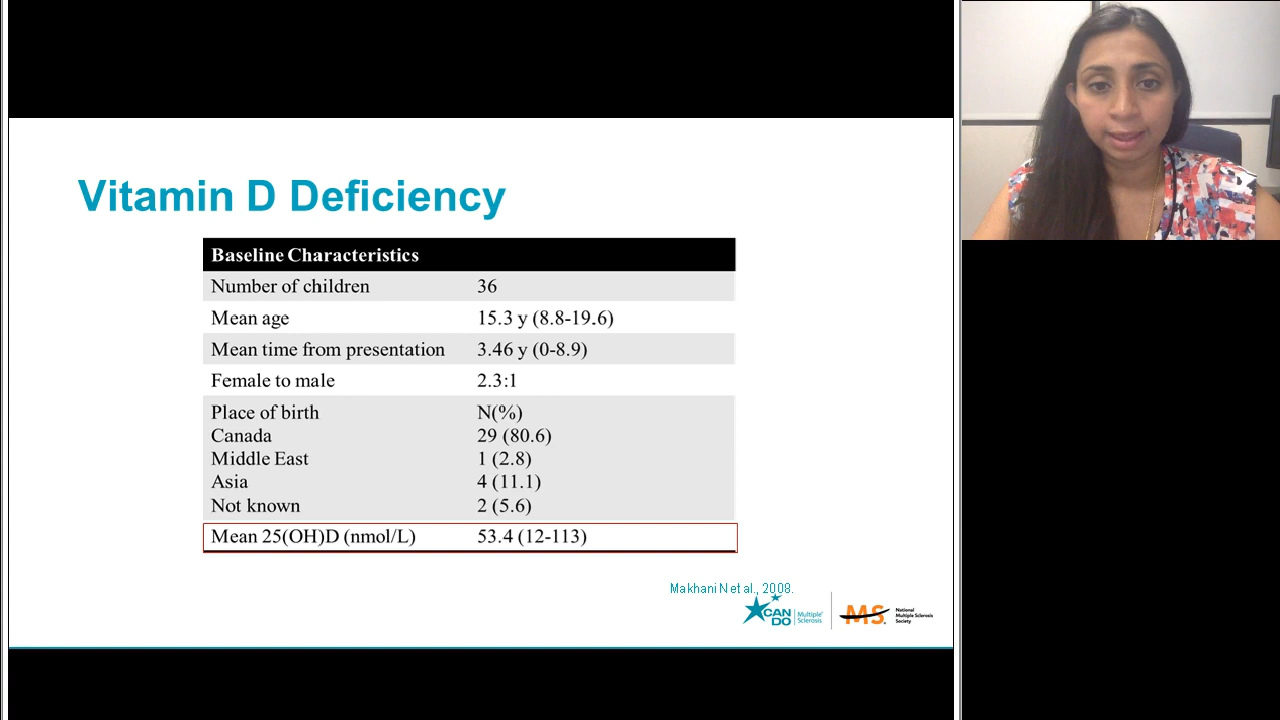 Vitamin D Deficiency
Baseline Characteristics
Number of children 36
Mean age 15.3 y (8.8-19.6)
Mean time from presentation 3.46 y (0-8.9)
Female to male 2.3:1
Place of birth N(%)
Canada 29 (80.6)
Middle East 1 (2.8)
Asia 4 (11.1)
Not known 2 (5.6)
Mean 25(OH)D (nmol/L) 53.4 (12-113)
Makhani N et al., 2008.
CAN DO Multiple Sclerosis
MS National Multiple Sclerosis Society